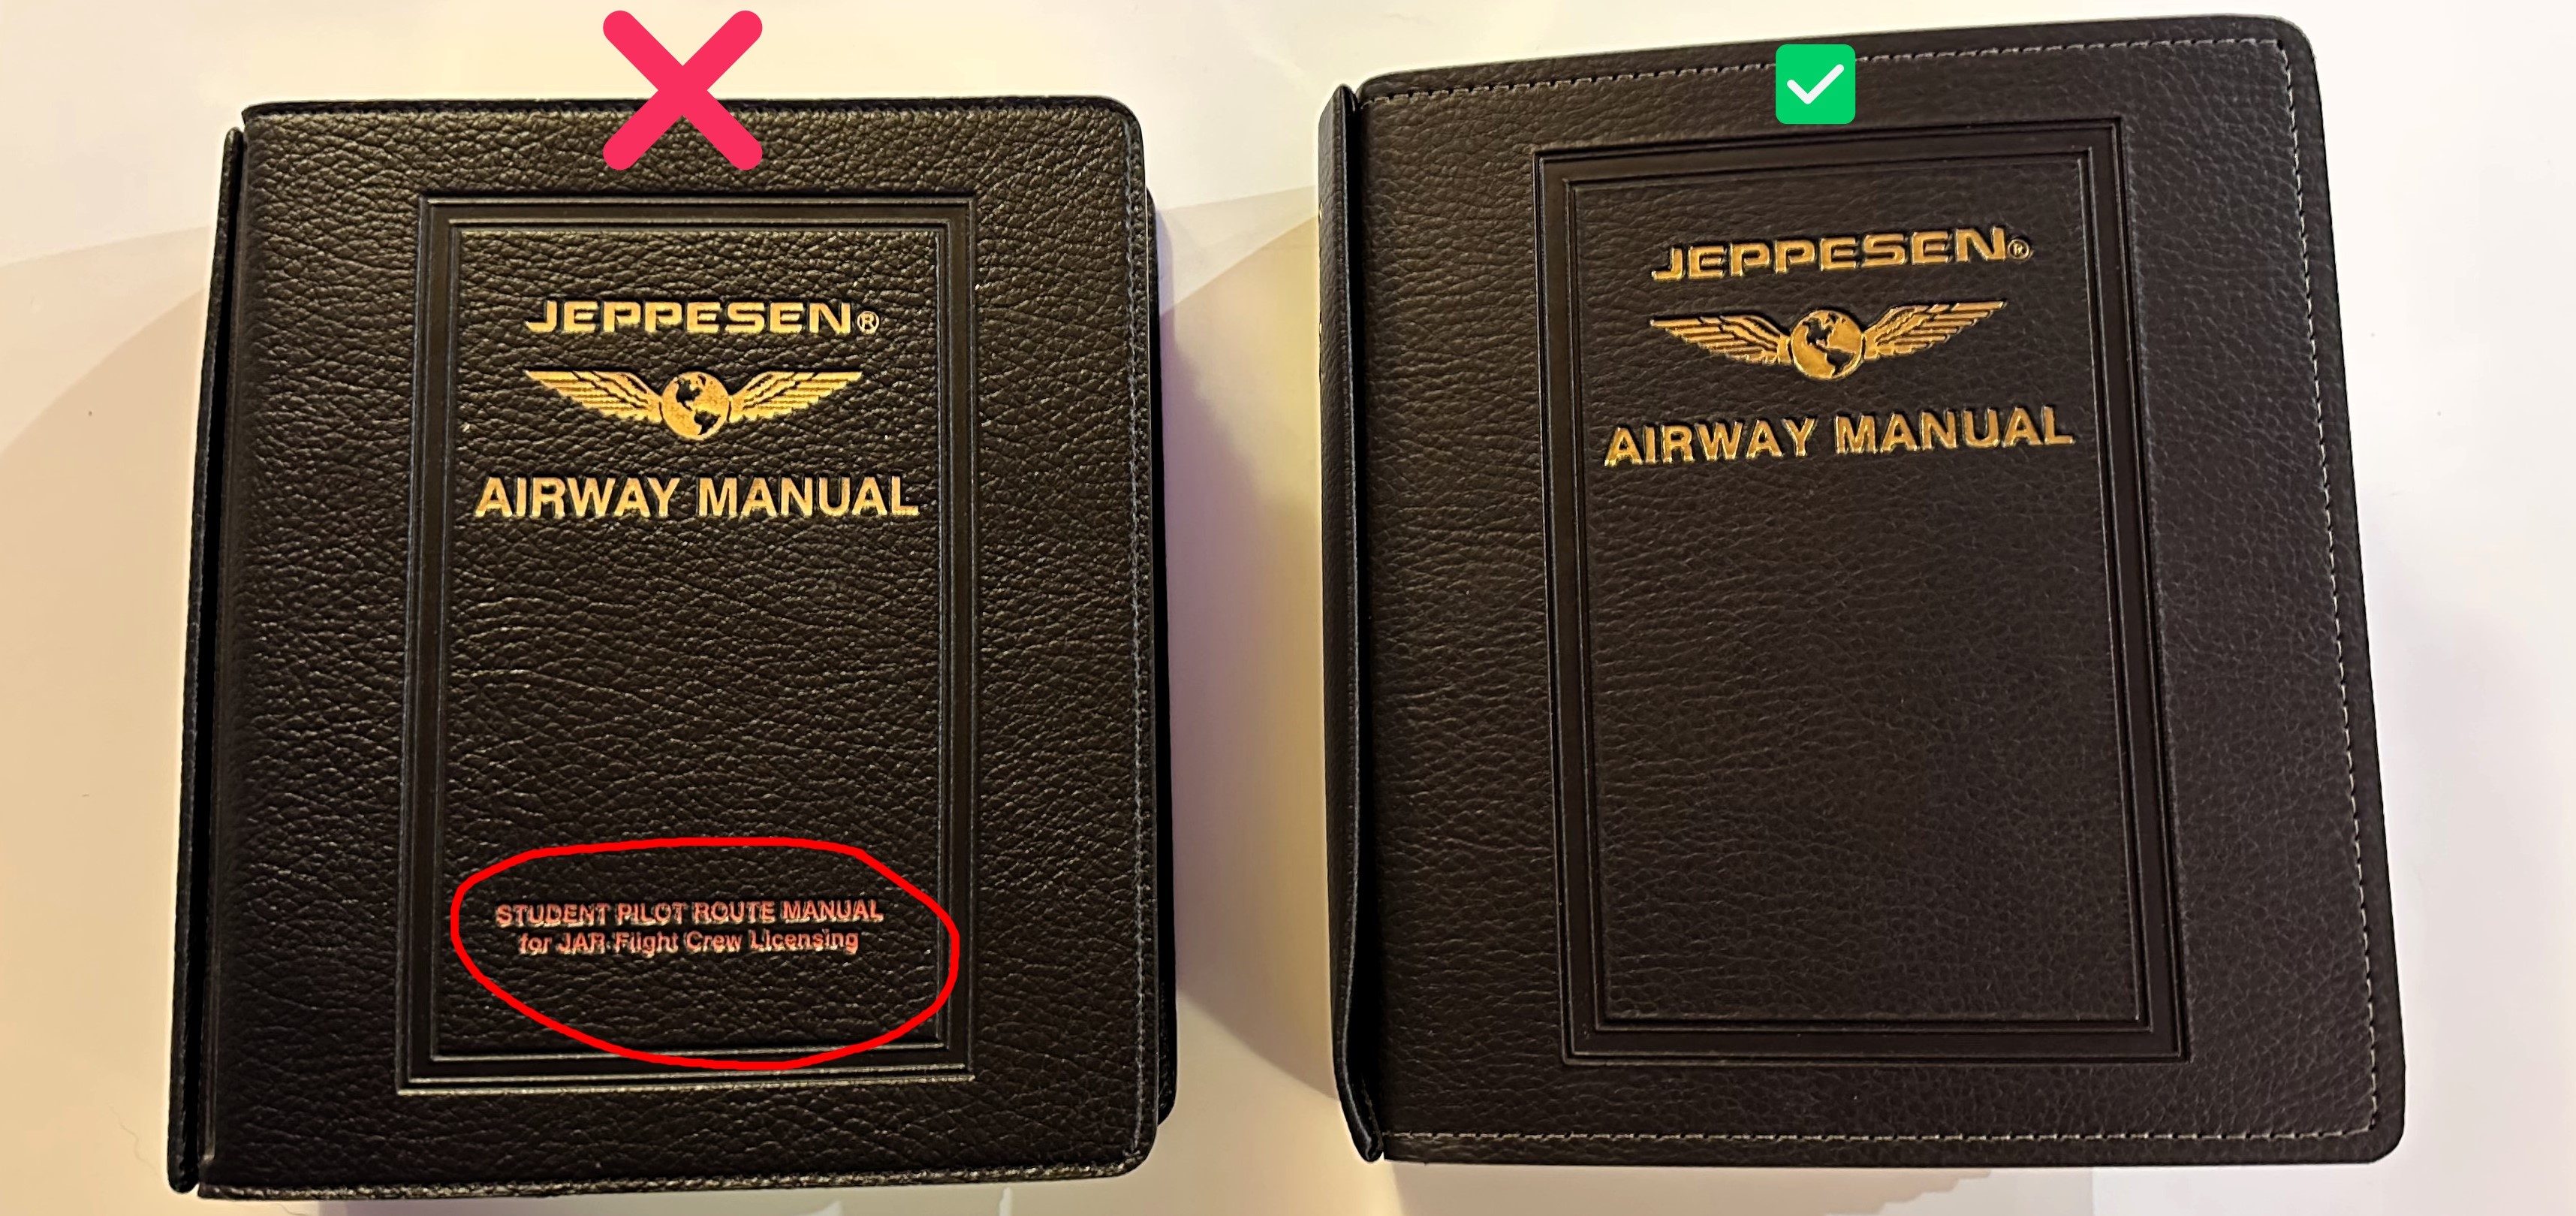 JEPPESEN®
AIRWAY MANUAL
STUDENT PILOT ROUTE MANUAL
for JAR-Flight Crew Licensing
JEPPESEN®
AIRWAY MANUAL